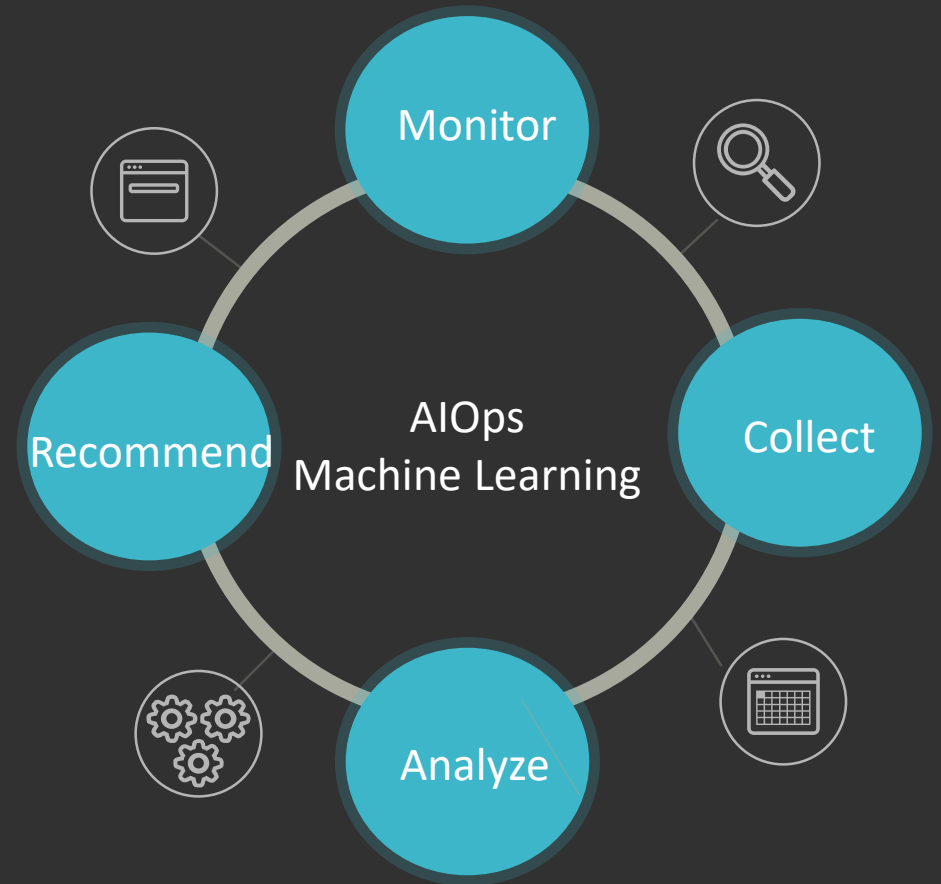 Monitor
Recommend
AIOps
Machine Learning
Collect
Analyze